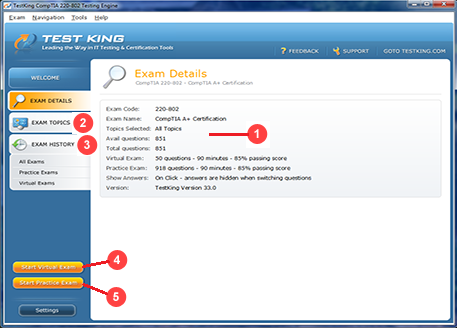 TestKing CompTIA 220-802 Testing Engine
Exam Navigation Tools Help
TEST KING
Leading the Way in IT Testing & Certification Tools
? FEEDBACK
SUPPORT
GOTO TESTKING.COM
WELCOME
EXAM DETAILS
EXAM TOPICS 2
EXAM HISTORY 3
All Exams
Practice Exams
Virtual Exams
Start Virtual Exam 4
Start Practice Exam 5
Settings
Exam Details
CompTIA 220-802 - CompTIA A+ Certification
Exam Code: 220-802
Exam Name: CompTIA A+ Certification
Topics Selected: All Topics 1
Avail questions: 851
Total questions: 851
Virtual Exam: 50 questions - 90 minutes - 85% passing score
Practice Exam: 918 questions - 90 minutes - 85% passing score
Show Answers: On Click - answers are hidden when switching questions
Version: TestKing Version 33.0